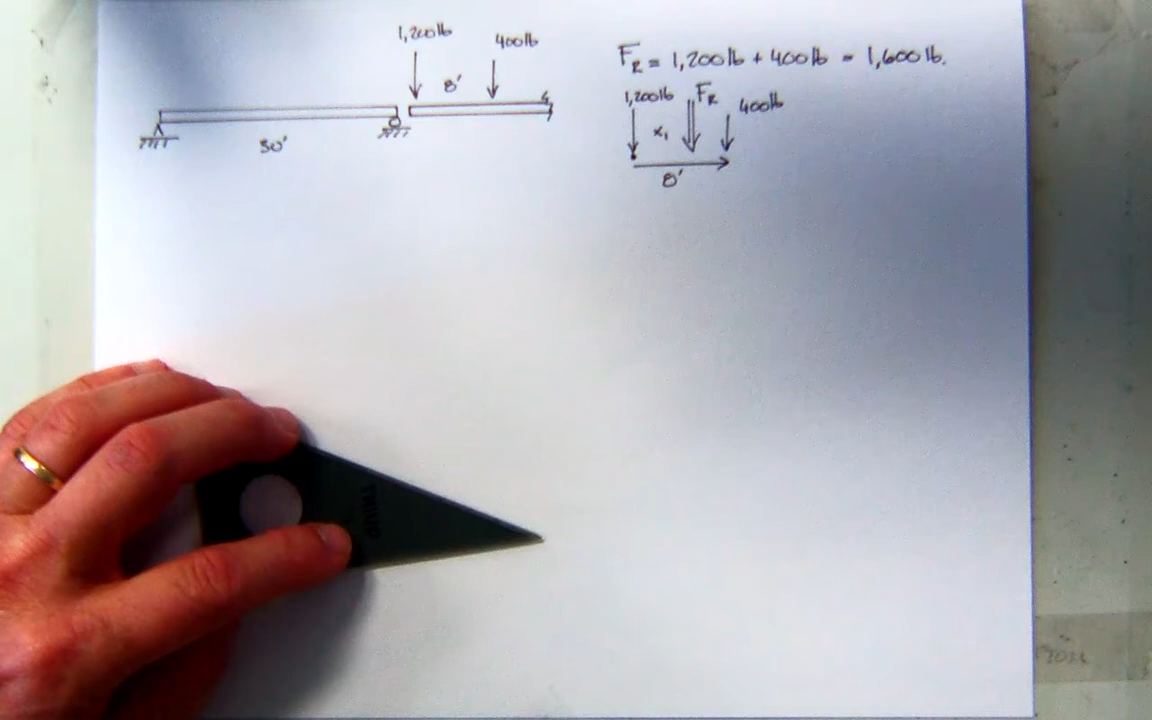 1,200lb
400lb
8'
30'
F_R = 1,200lb + 400lb = 1,600lb.
1,200lb F_R 400lb
x₁
8'